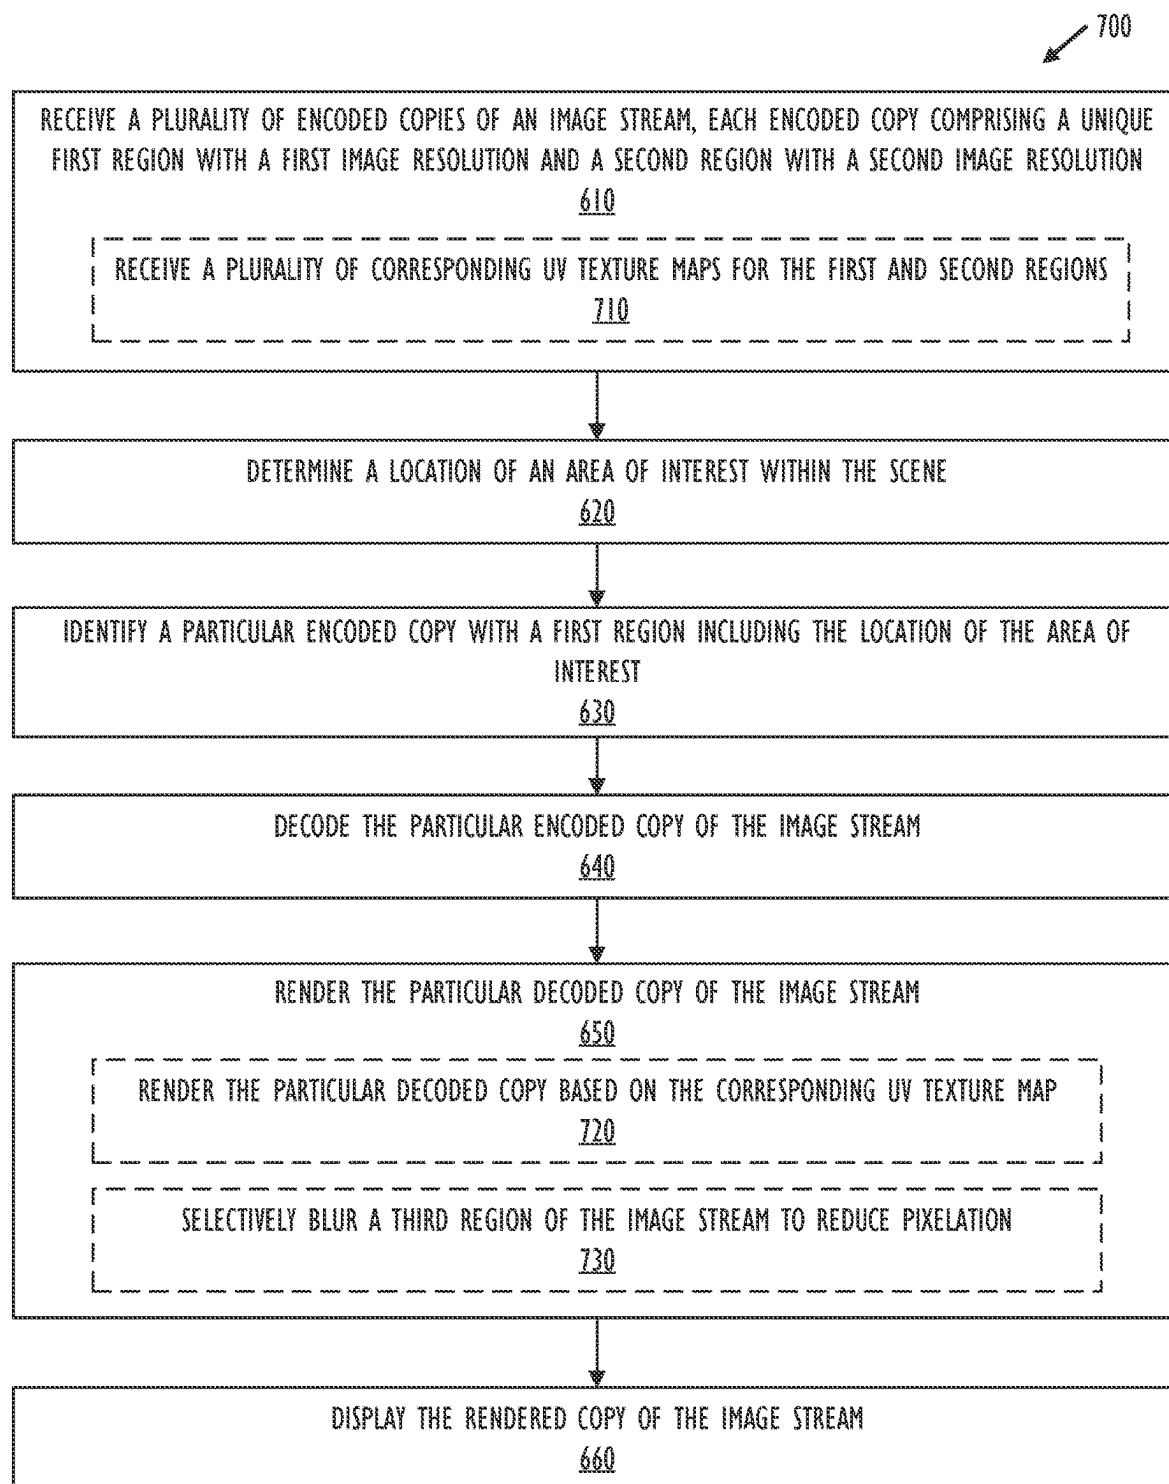 700
RECEIVE A PLURALITY OF ENCODED COPIES OF AN IMAGE STREAM, EACH ENCODED COPY COMPRISING A UNIQUE
FIRST REGION WITH A FIRST IMAGE RESOLUTION AND A SECOND REGION WITH A SECOND IMAGE RESOLUTION
610
RECEIVE A PLURALITY OF CORRESPONDING UV TEXTURE MAPS FOR THE FIRST AND SECOND REGIONS
710
DETERMINE A LOCATION OF AN AREA OF INTEREST WITHIN THE SCENE
620
IDENTIFY A PARTICULAR ENCODED COPY WITH A FIRST REGION INCLUDING THE LOCATION OF THE AREA OF
INTEREST
630
DECODE THE PARTICULAR ENCODED COPY OF THE IMAGE STREAM
640
RENDER THE PARTICULAR DECODED COPY OF THE IMAGE STREAM
650
RENDER THE PARTICULAR DECODED COPY BASED ON THE CORRESPONDING UV TEXTURE MAP
720
SELECTIVELY BLUR A THIRD REGION OF THE IMAGE STREAM TO REDUCE PIXELATION
730
DISPLAY THE RENDERED COPY OF THE IMAGE STREAM
660